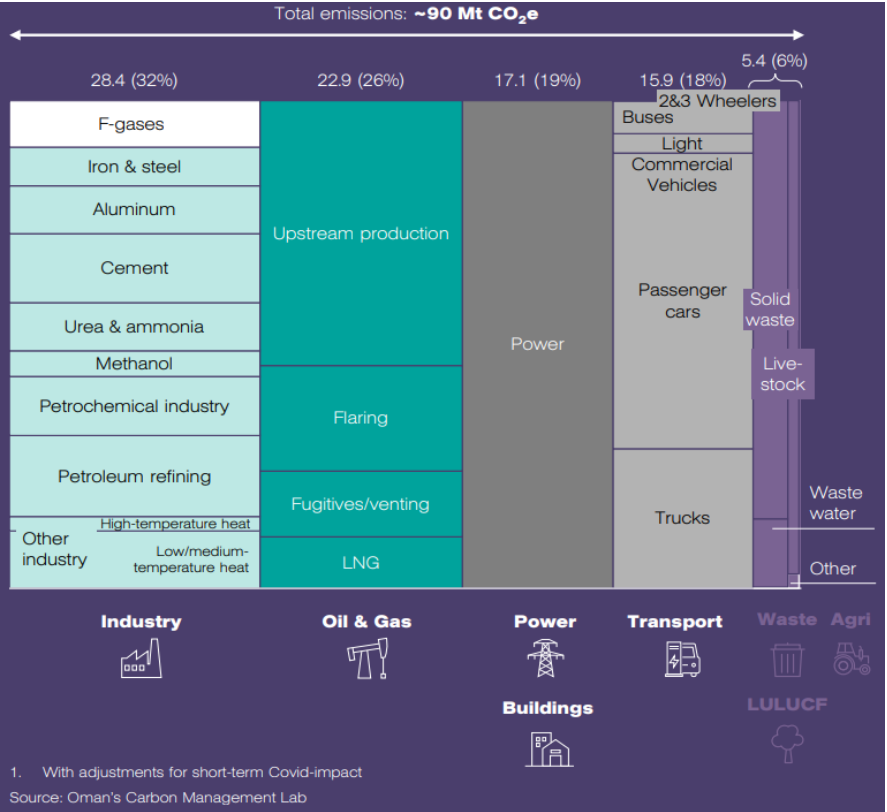 Total emissions: ~90 Mt CO₂e
5.4 (6%)
28.4 (32%)
22.9 (26%)
17.1 (19%)
15.9 (18%)
F-gases
Iron & steel
Aluminum
Cement
Urea & ammonia
Methanol
Petrochemical industry
Petroleum refining
Other
industry
High-temperature heat
Low/medium-
temperature heat
Upstream production
Flaring
Fugitives/venting
LNG
Power
2&3 Wheelers
Buses
Light
Commercial
Vehicles
Passenger
cars
Trucks
Solid
waste
Live-
stock
Waste
water
Other
Industry
Oil & Gas
Power
Transport
Waste
Agri
Buildings
LULUCF
1. With adjustments for short-term Covid-impact
Source: Oman's Carbon Management Lab